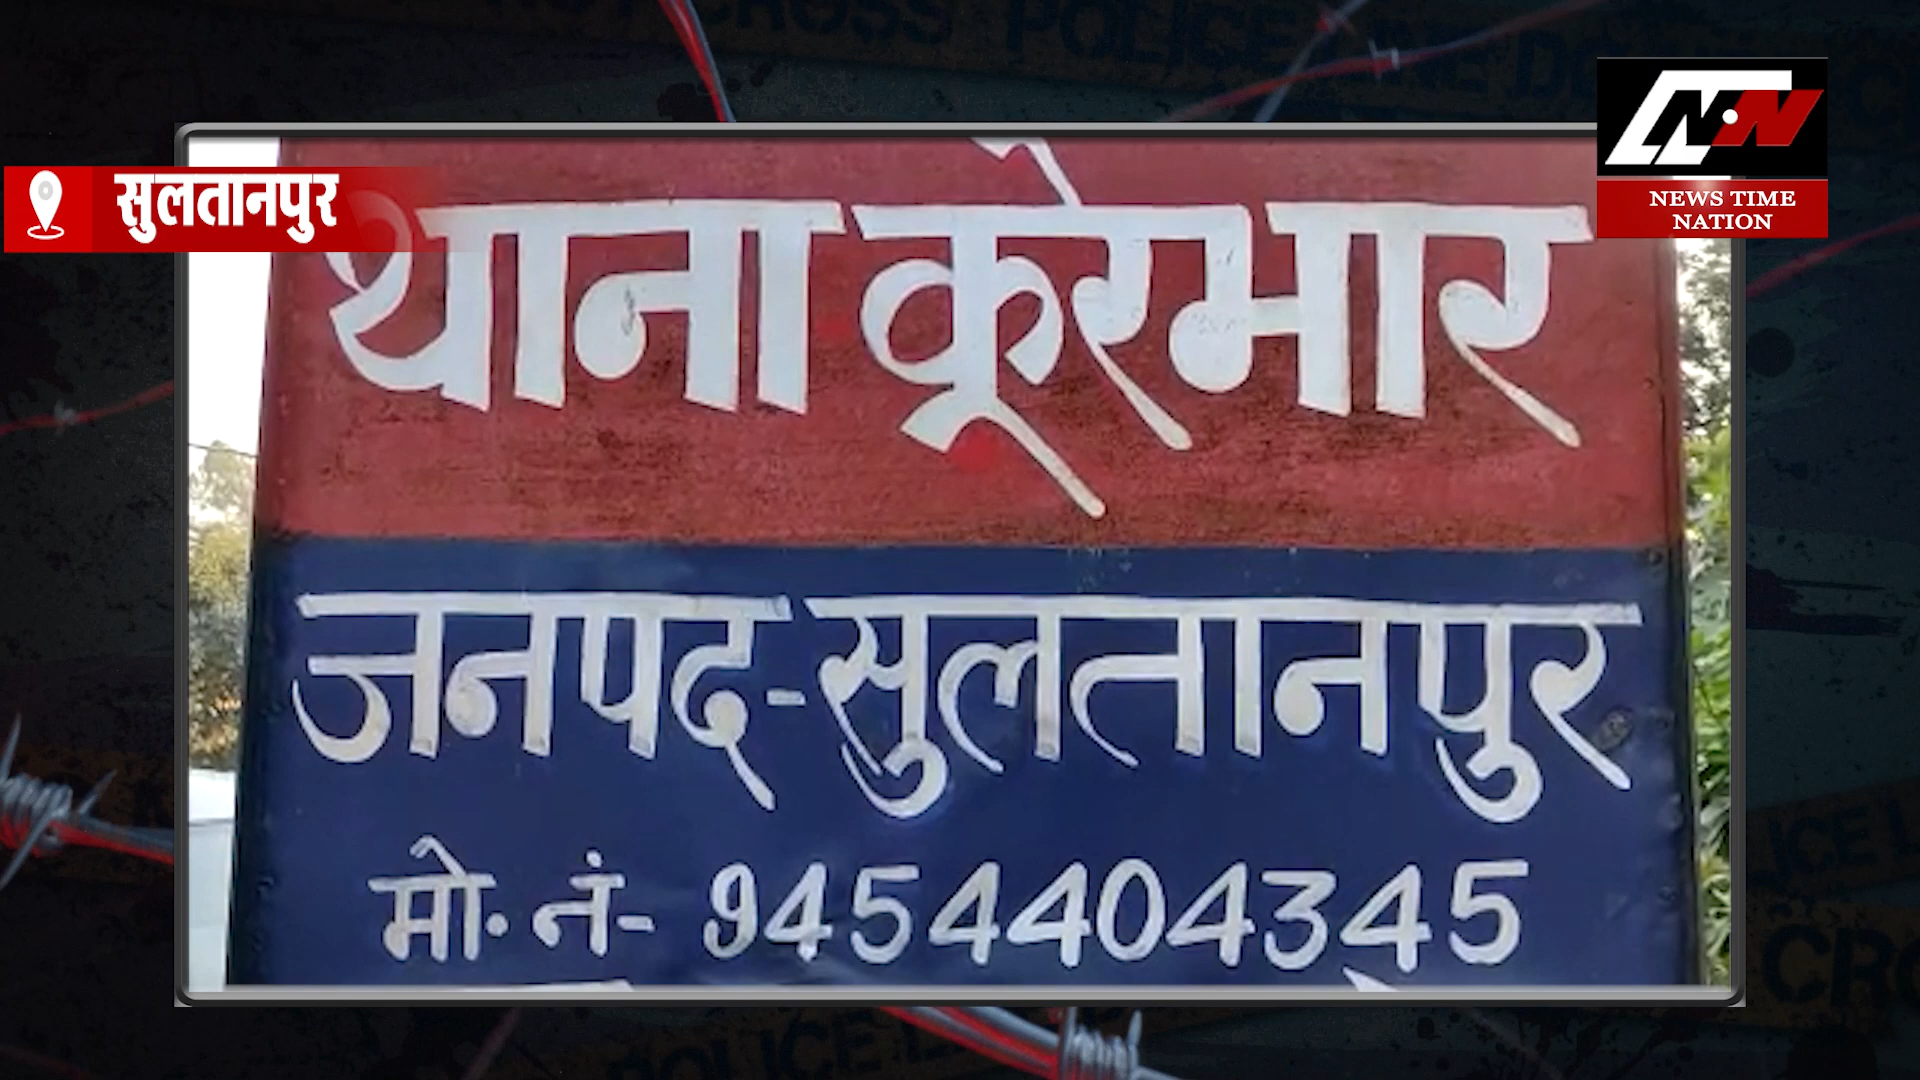 सुलतानपुर
NEWS TIME
NATION
थाना कूरेभार
जनपद-सुलतानपुर
मो. नं- 9454404345